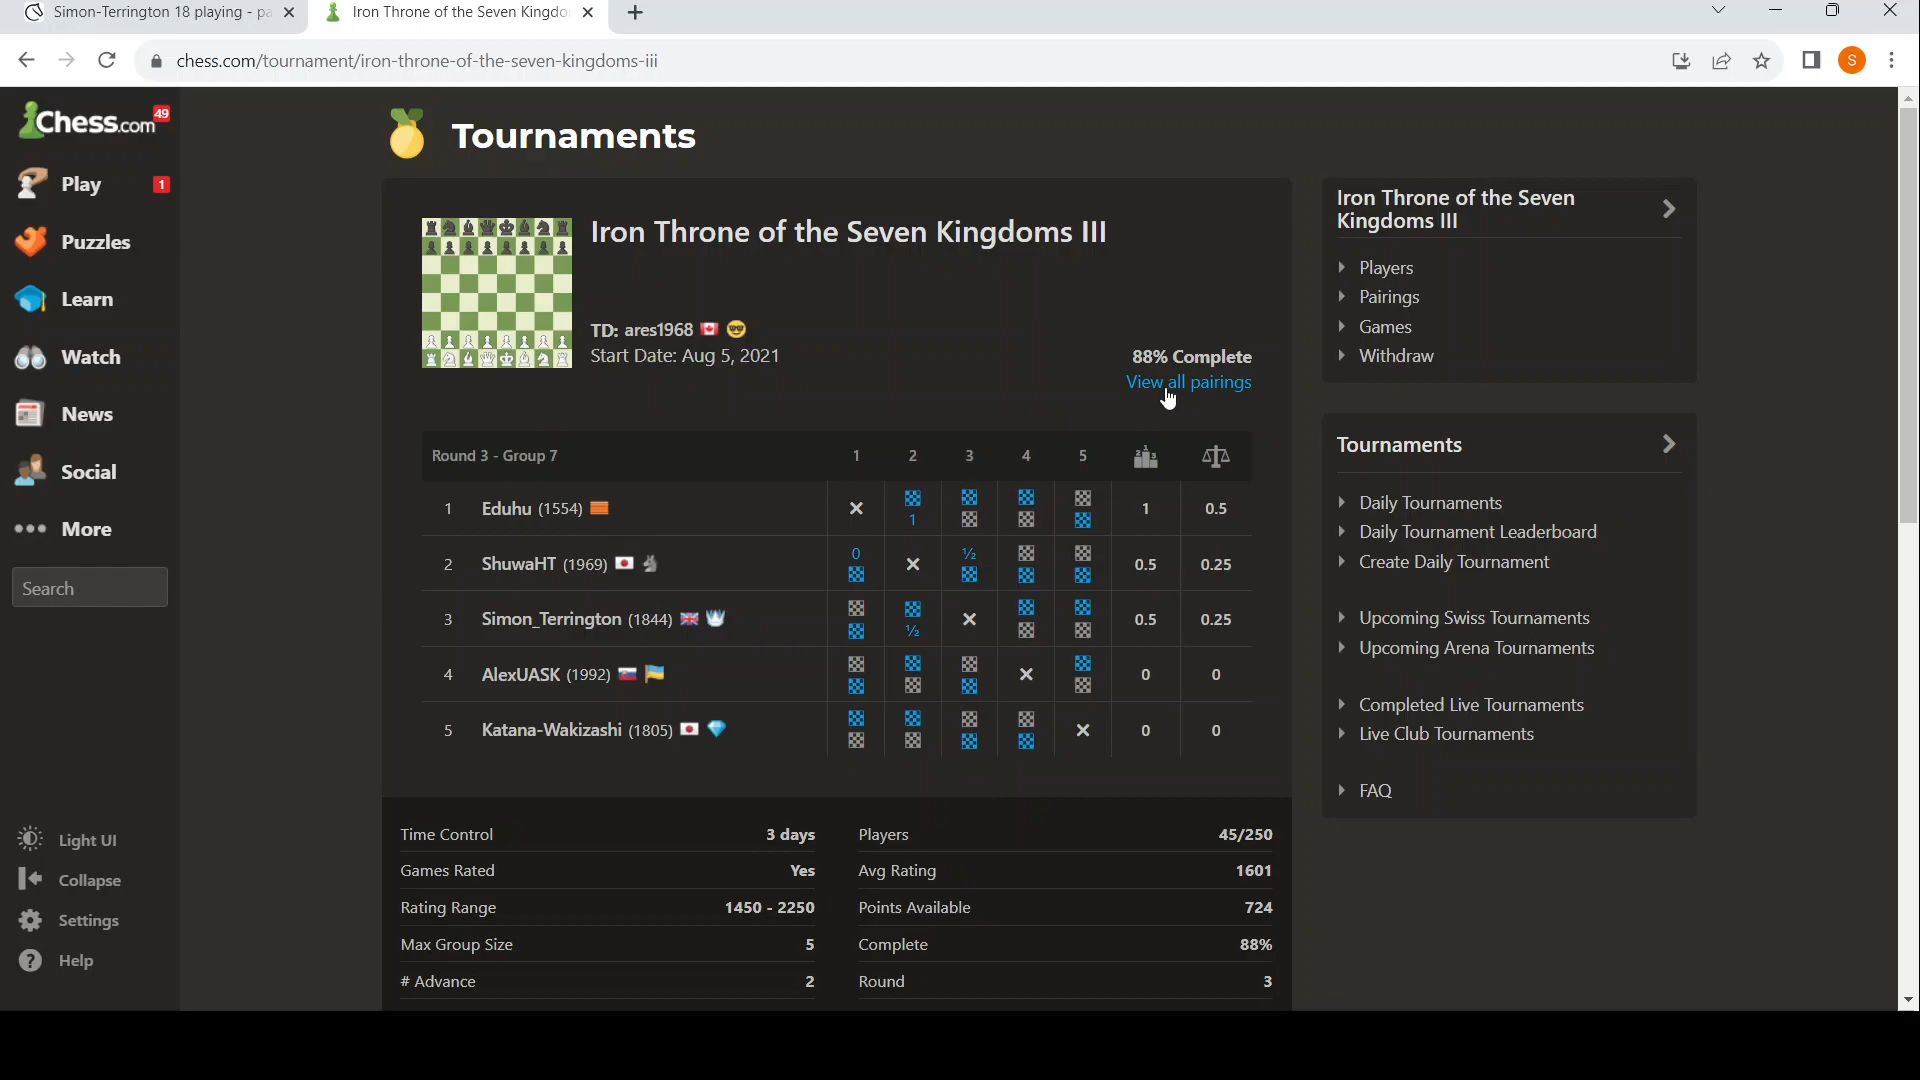 Simon-Terrington 18 playing - pa
Iron Throne of the Seven Kingdo
chess.com/tournament/iron-throne-of-the-seven-kingdoms-iii
S
Chess.com
49
Play
1
Puzzles
Learn
Watch
News
Social
More
Search
Light UI
Collapse
Settings
Help
Tournaments
Iron Throne of the Seven Kingdoms III
TD: ares1968
Start Date: Aug 5, 2021
88% Complete
View all pairings
Round 3 - Group 7 1 2 3 4 5
1 Eduhu (1554) 1 1 0.5
2 ShuwaHT (1969) 0 ½ 0.5 0.25
3 Simon_Terrington (1844) ½ 0.5 0.25
4 AlexUASK (1992) 0 0
5 Katana-Wakizashi (1805) 0 0
Time Control 3 days
Games Rated Yes
Rating Range 1450 - 2250
Max Group Size 5
# Advance 2
Players 45/250
Avg Rating 1601
Points Available 724
Complete 88%
Round 3
Iron Throne of the Seven
Kingdoms III
Players
Pairings
Games
Withdraw
Tournaments
Daily Tournaments
Daily Tournament Leaderboard
Create Daily Tournament
Upcoming Swiss Tournaments
Upcoming Arena Tournaments
Completed Live Tournaments
Live Club Tournaments
FAQ